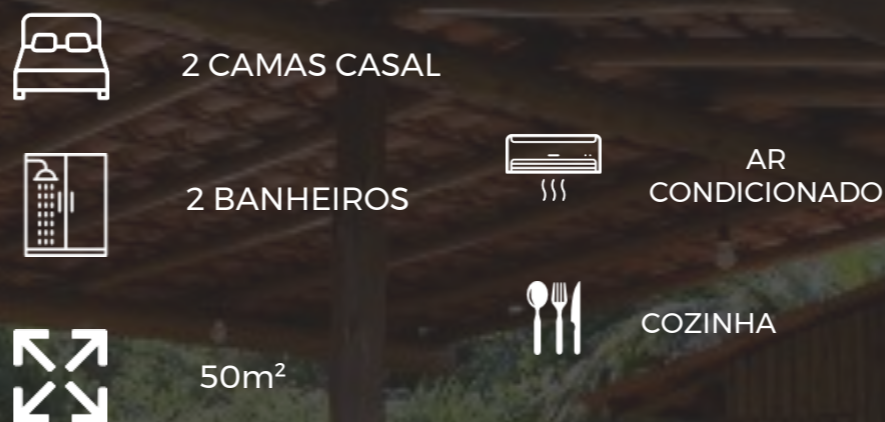 2 CAMAS CASAL
2 BANHEIROS
50m²
AR
CONDICIONADO
COZINHA